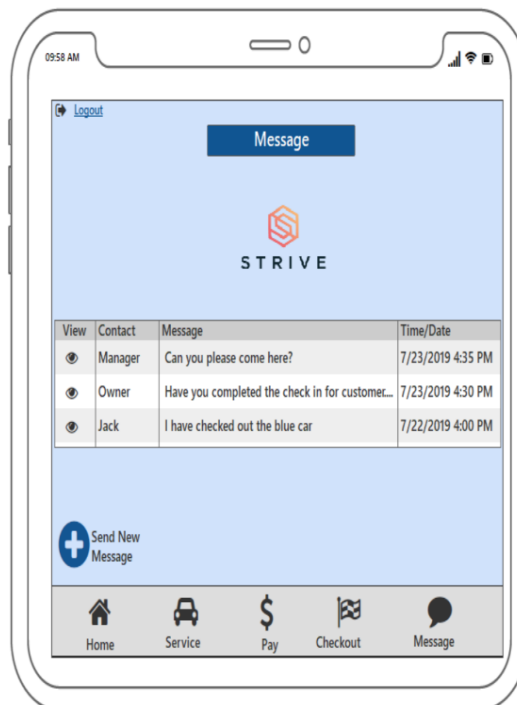 09:58 AM
Logout
Message
STRIVE
View Contact Message Time/Date
Manager Can you please come here? 7/23/2019 4:35 PM
Owner Have you completed the check in for customer... 7/23/2019 4:30 PM
Jack I have checked out the blue car 7/22/2019 4:00 PM
Send New
Message
Home Service Pay Checkout Message